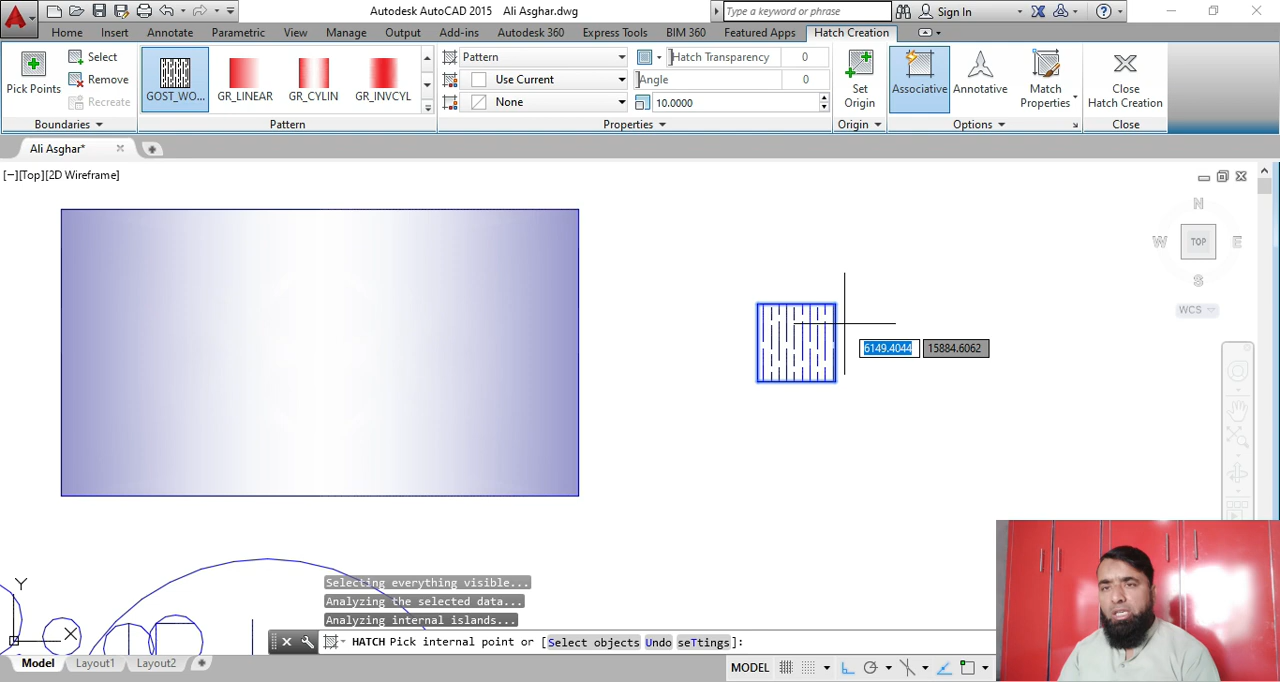 Autodesk AutoCAD 2015 Ali Asghar.dwg
Type a keyword or phrase
Sign In
Home Insert Annotate Parametric View Manage Output Add-ins Autodesk 360 Express Tools BIM 360 Featured Apps Hatch Creation
Pick Points
Select
Remove
Recreate
Boundaries
GOST_WO...
GR_LINEAR
GR_CYLIN
GR_INVCYL
Pattern
Pattern
Use Current
None
Hatch Transparency 0
Angle 0
10.0000
Properties
Set
Origin
Origin
Associative
Annotative
Match
Properties
Options
Close
Hatch Creation
Close
Ali Asghar*
[−][Top][2D Wireframe]
N
W TOP E
S
WCS
6149.4044 15884.6062
Y
X
Selecting everything visible...
Analyzing the selected data...
Analyzing internal islands...
HATCH Pick internal point or [Select objects Undo seTtings]:
Model Layout1 Layout2
MODEL